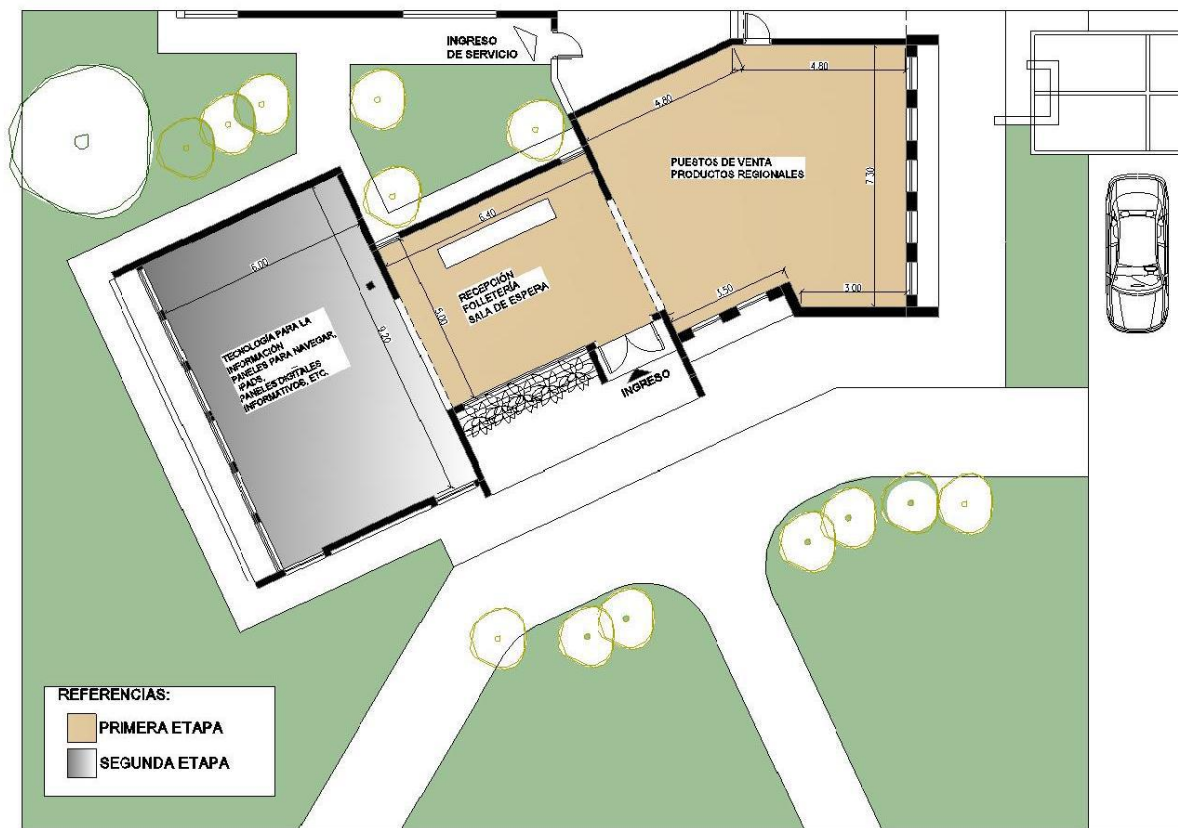 INGRESO
DE SERVICIO
4.80
4.80
PUESTOS DE VENTA
PRODUCTOS REGIONALES
7.30
6.40
RECEPCIÓN
FOLLETERÍA
SALA DE ESPERA
5.00
6.00
9.20
3.50
3.00
TECNOLOGÍA PARA LA
INFORMACIÓN
PANELES PARA NAVEGAR,
IPADS,
PANELES DIGITALES
INFORMATIVOS, ETC.
INGRESO
REFERENCIAS:
PRIMERA ETAPA
SEGUNDA ETAPA